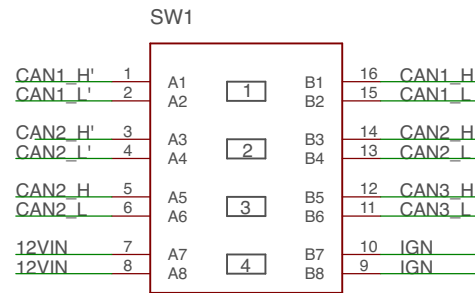 SW1
CAN1_H' 1 A1 1 B1 16 CAN1_H
CAN1_L' 2 A2 B2 15 CAN1_L
CAN2_H' 3 A3 2 B3 14 CAN2_H
CAN2_L' 4 A4 B4 13 CAN2_L
CAN2_H 5 A5 3 B5 12 CAN3_H
CAN2_L 6 A6 B6 11 CAN3_L
12VIN 7 A7 4 B7 10 IGN
12VIN 8 A8 B8 9 IGN